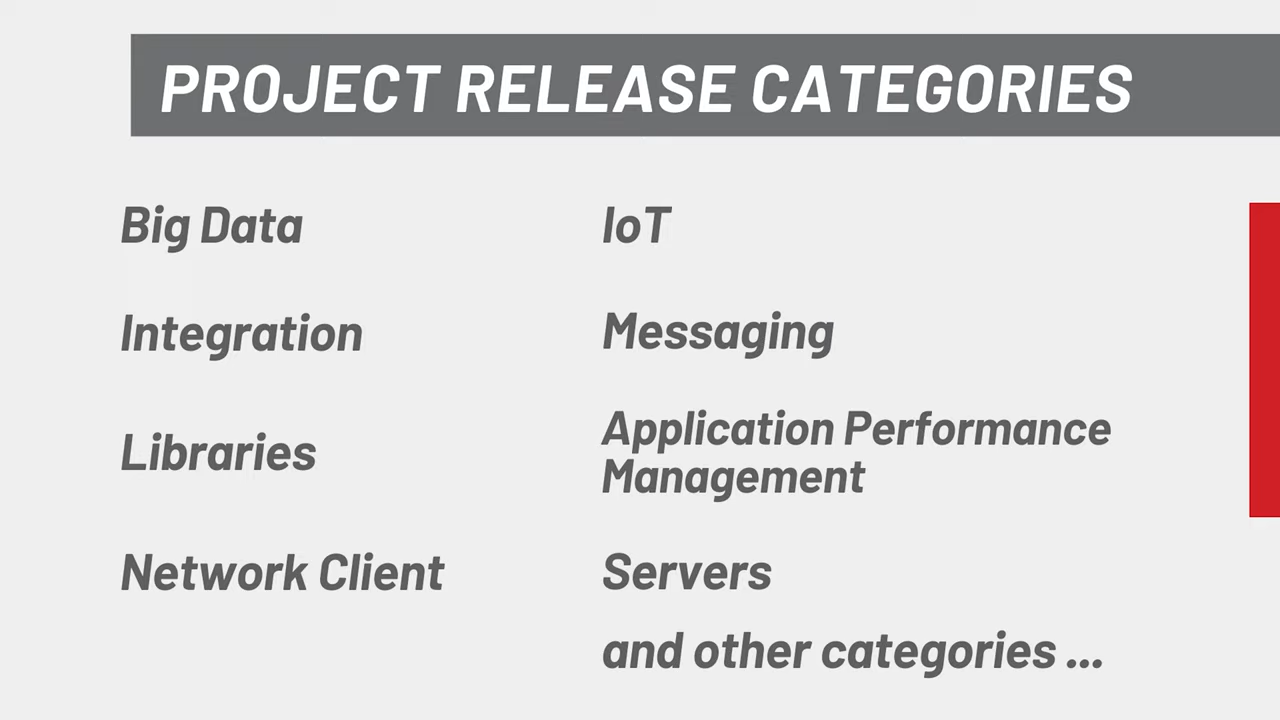 PROJECT RELEASE CATEGORIES
Big Data
Integration
Libraries
Network Client
IoT
Messaging
Application Performance
Management
Servers
and other categories ...